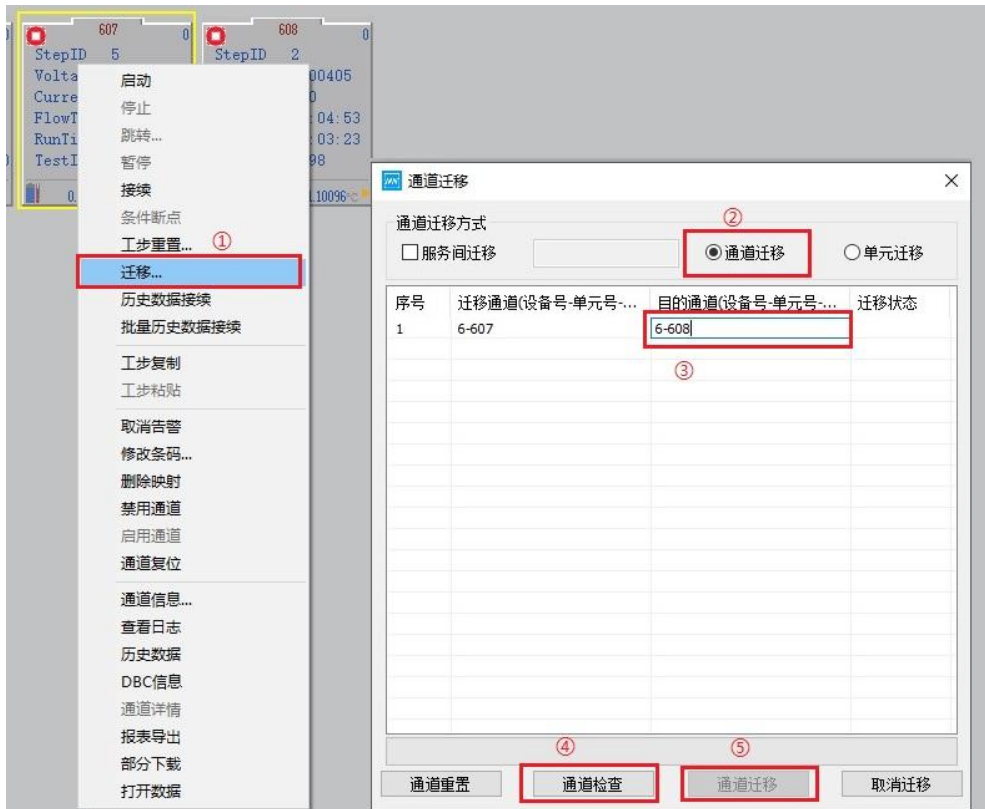 607
0
608
0
StepID 5
StepID 2
Volta
00405
Curre
0
FlowT
:04:53
RunTi
:03:23
TestI
98
0.
1.10096℃
启动
停止
跳转...
暂停
接续
条件断点
工步重置... ①
迁移...
历史数据接续
批量历史数据接续
工步复制
工步粘贴
取消告警
修改条码...
删除映射
禁用通道
启用通道
通道复位
通道信息...
查看日志
历史数据
DBC信息
通道详情
报表导出
部分下载
打开数据
通道迁移
通道迁移方式
②
服务间迁移
通道迁移
单元迁移
序号 迁移通道(设备号-单元号-... 目的通道(设备号-单元号-... 迁移状态
1 6-607 6-608
③
④ ⑤
通道重置 通道检查 通道迁移 取消迁移